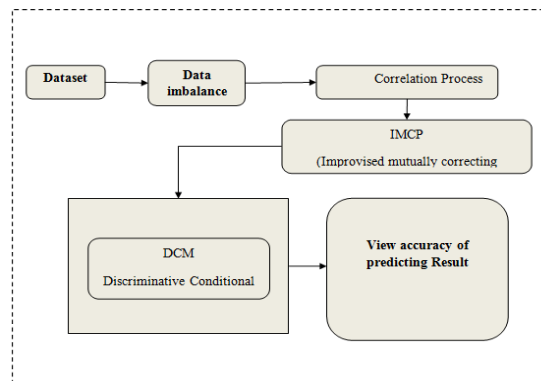 Dataset
Data
imbalance
Correlation Process
IMCP
(Improvised mutually correcting
DCM
Discriminative Conditional
View accuracy of
predicting Result